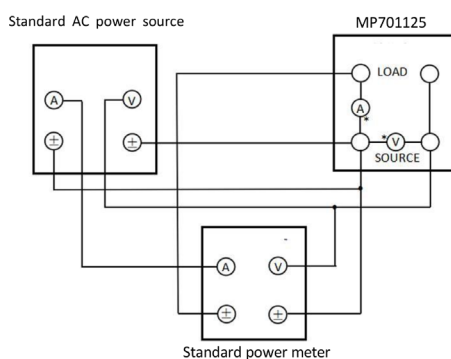 Standard AC power source
MP701125
LOAD
A
V
A
*
±
±
*
V
SOURCE
A
V
±
±
Standard power meter